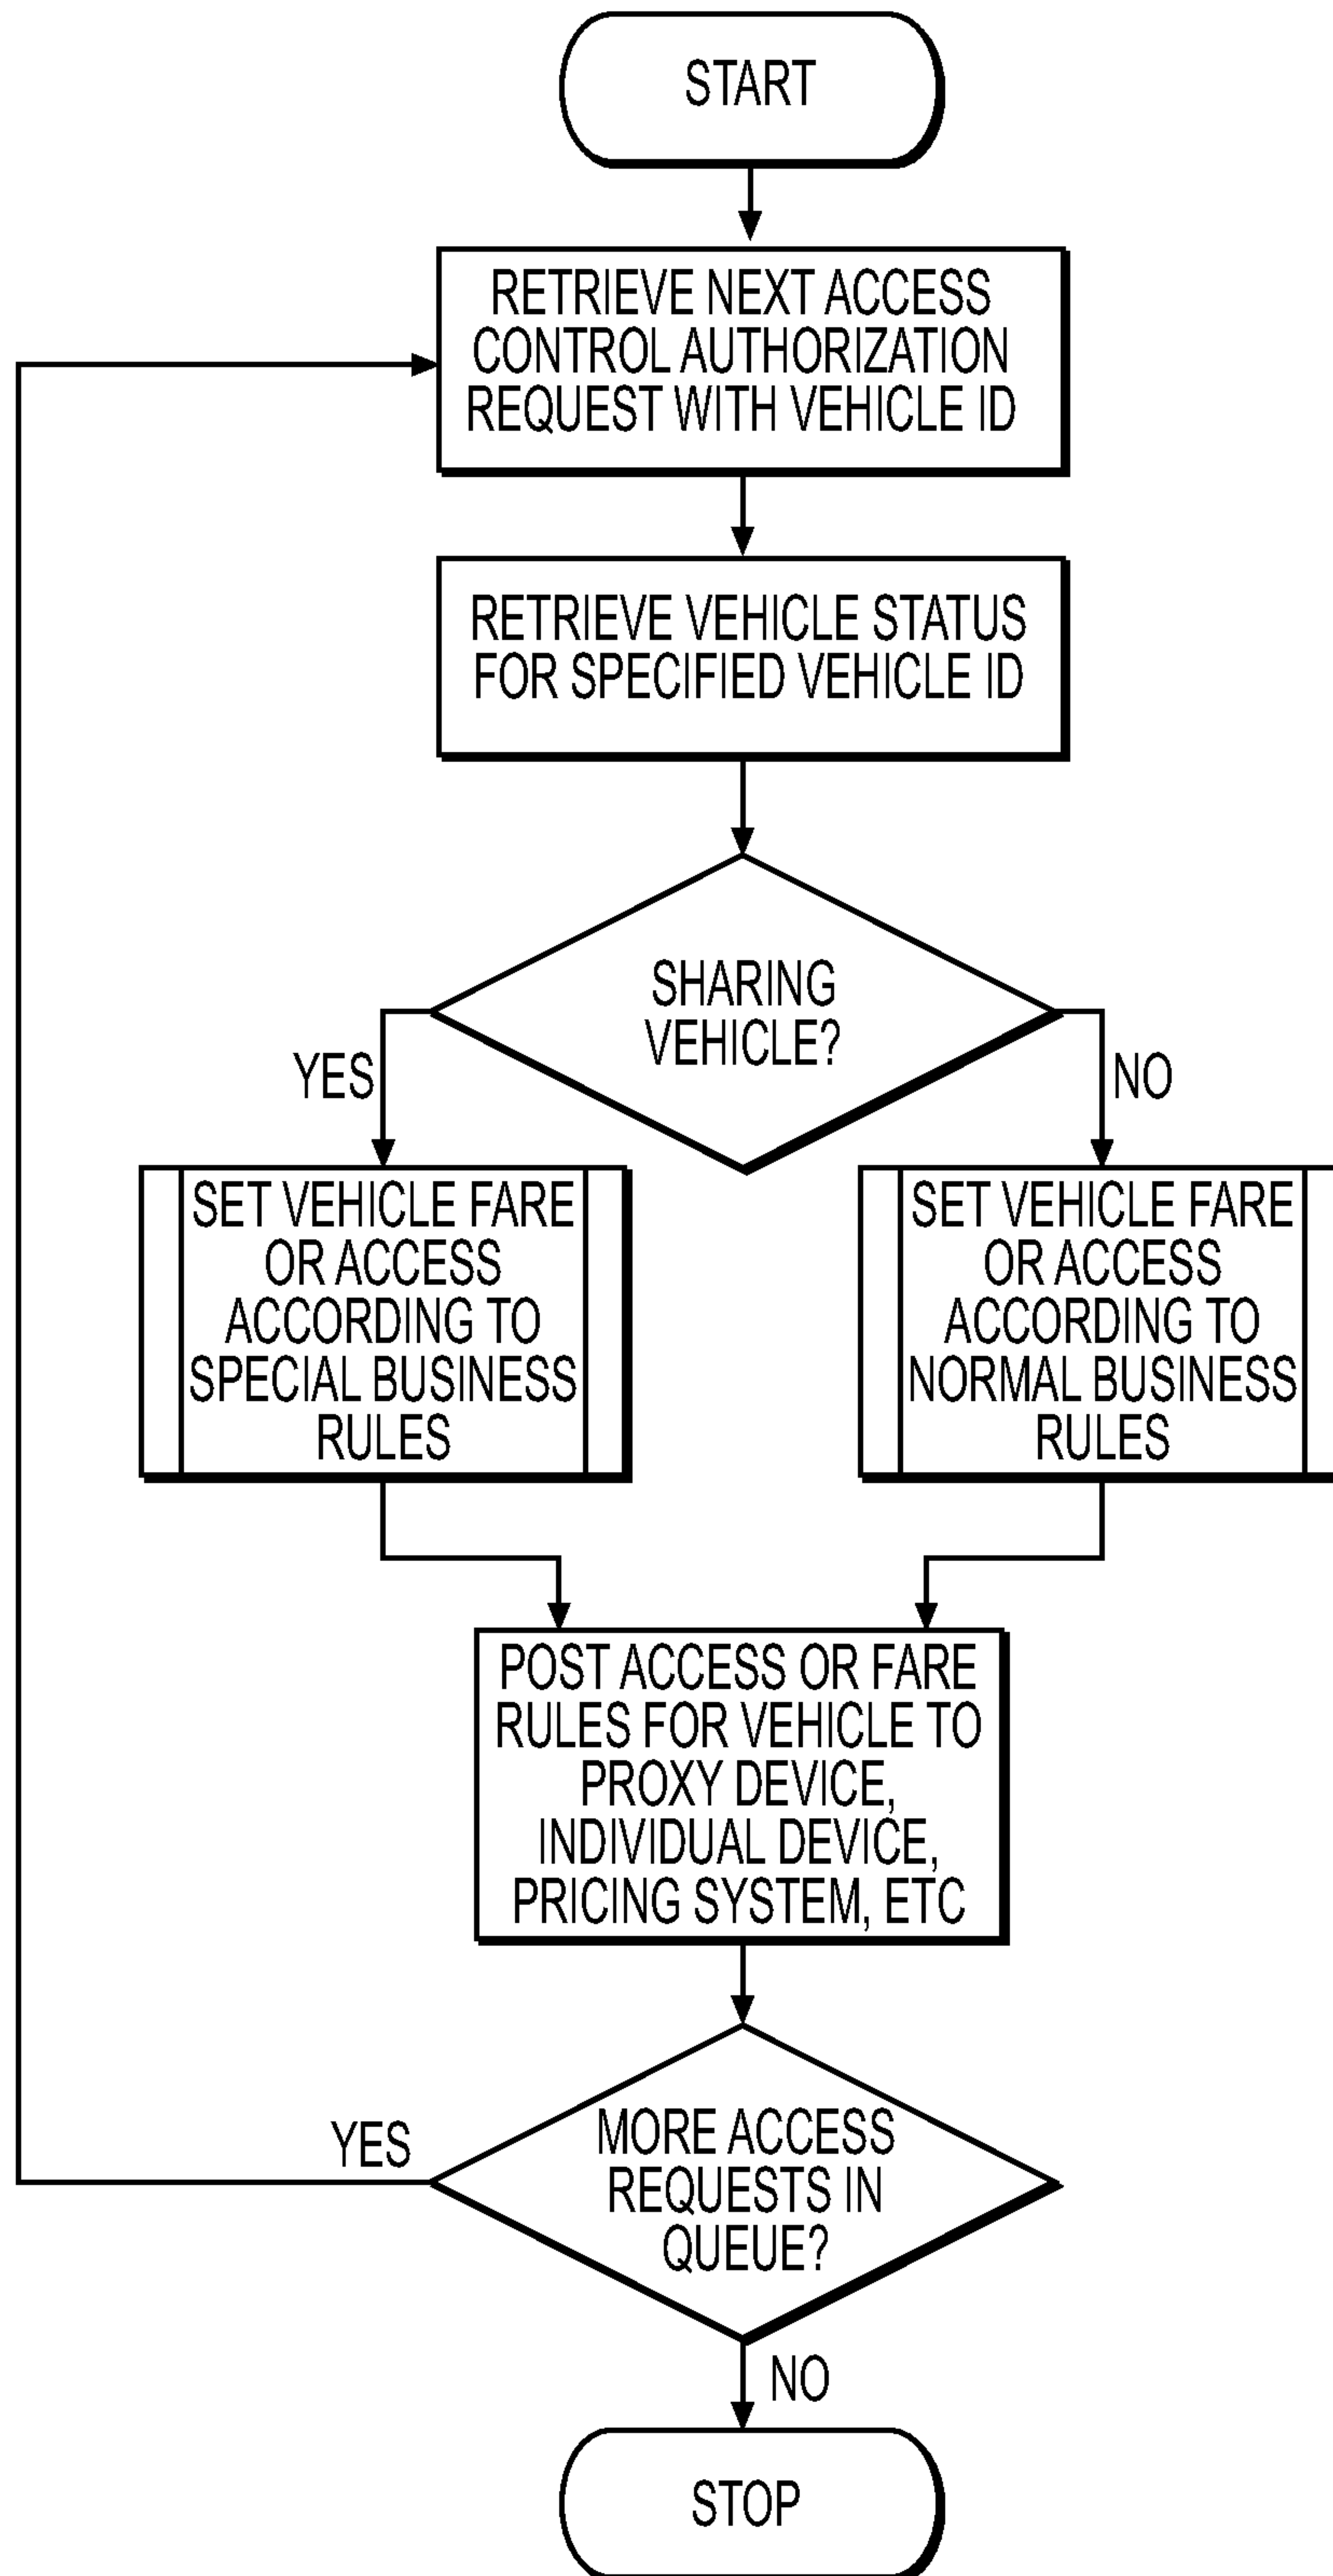 START
RETRIEVE NEXT ACCESS
CONTROL AUTHORIZATION
REQUEST WITH VEHICLE ID
RETRIEVE VEHICLE STATUS
FOR SPECIFIED VEHICLE ID
SHARING
VEHICLE?
YES
NO
SET VEHICLE FARE
OR ACCESS
ACCORDING TO
SPECIAL BUSINESS
RULES
SET VEHICLE FARE
OR ACCESS
ACCORDING TO
NORMAL BUSINESS
RULES
POST ACCESS OR FARE
RULES FOR VEHICLE TO
PROXY DEVICE,
INDIVIDUAL DEVICE,
PRICING SYSTEM, ETC
MORE ACCESS
REQUESTS IN
QUEUE?
YES
NO
STOP